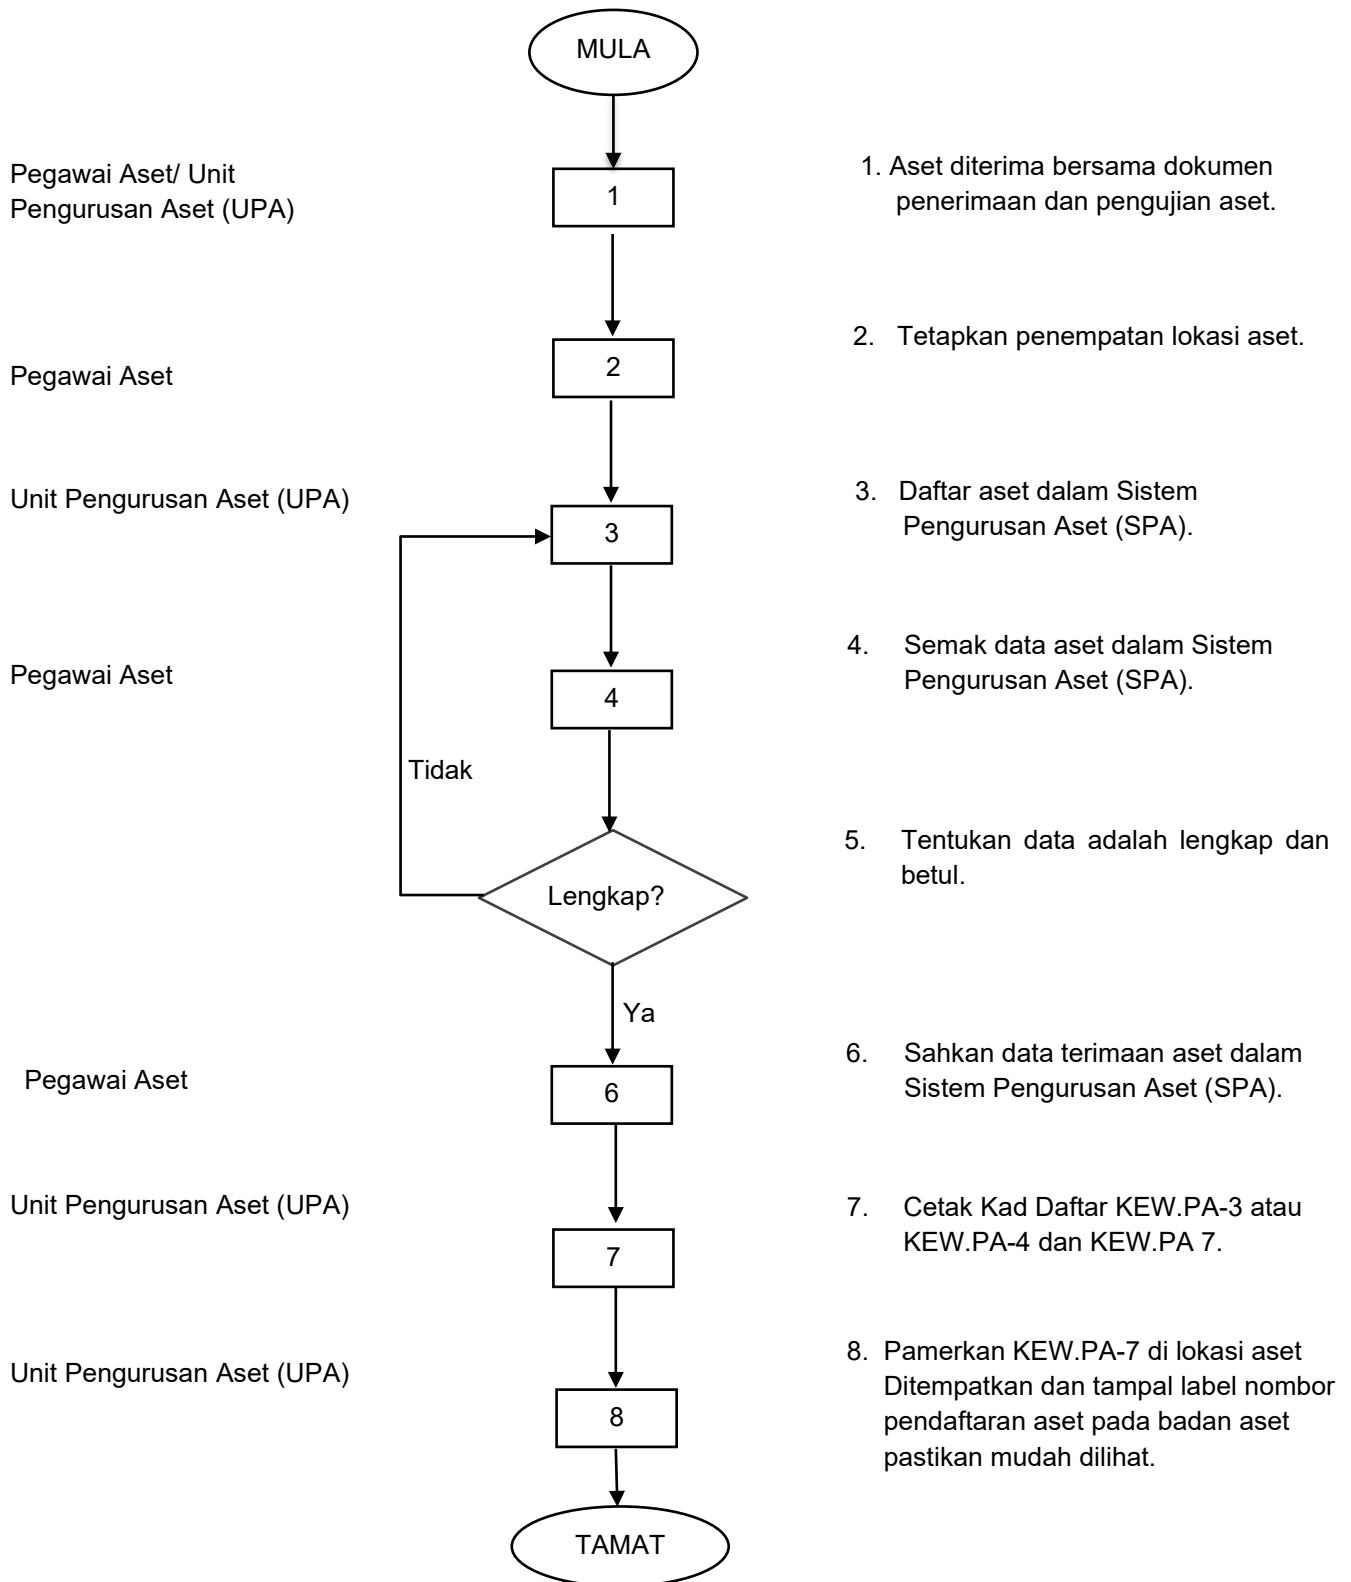 MULA
Pegawai Aset/ Unit
Pengurusan Aset (UPA)
1
1. Aset diterima bersama dokumen
penerimaan dan pengujian aset.
Pegawai Aset
2
2. Tetapkan penempatan lokasi aset.
Unit Pengurusan Aset (UPA)
3
3. Daftar aset dalam Sistem
Pengurusan Aset (SPA).
Pegawai Aset
4
4. Semak data aset dalam Sistem
Pengurusan Aset (SPA).
Tidak
Lengkap?
5. Tentukan data adalah lengkap dan
betul.
Ya
Pegawai Aset
6
6. Sahkan data terimaan aset dalam
Sistem Pengurusan Aset (SPA).
Unit Pengurusan Aset (UPA)
7
7. Cetak Kad Daftar KEW.PA-3 atau
KEW.PA-4 dan KEW.PA 7.
Unit Pengurusan Aset (UPA)
8
8. Pamerkan KEW.PA-7 di lokasi aset
Ditempatkan dan tampal label nombor
pendaftaran aset pada badan aset
pastikan mudah dilihat.
TAMAT